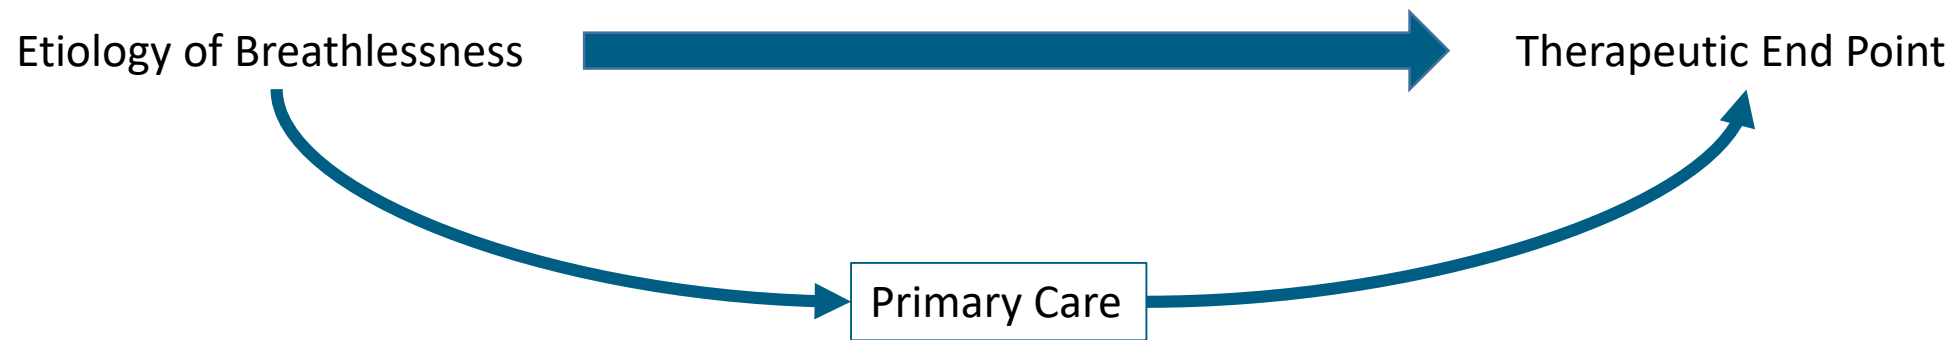 Etiology of Breathlessness
Therapeutic End Point
Primary Care